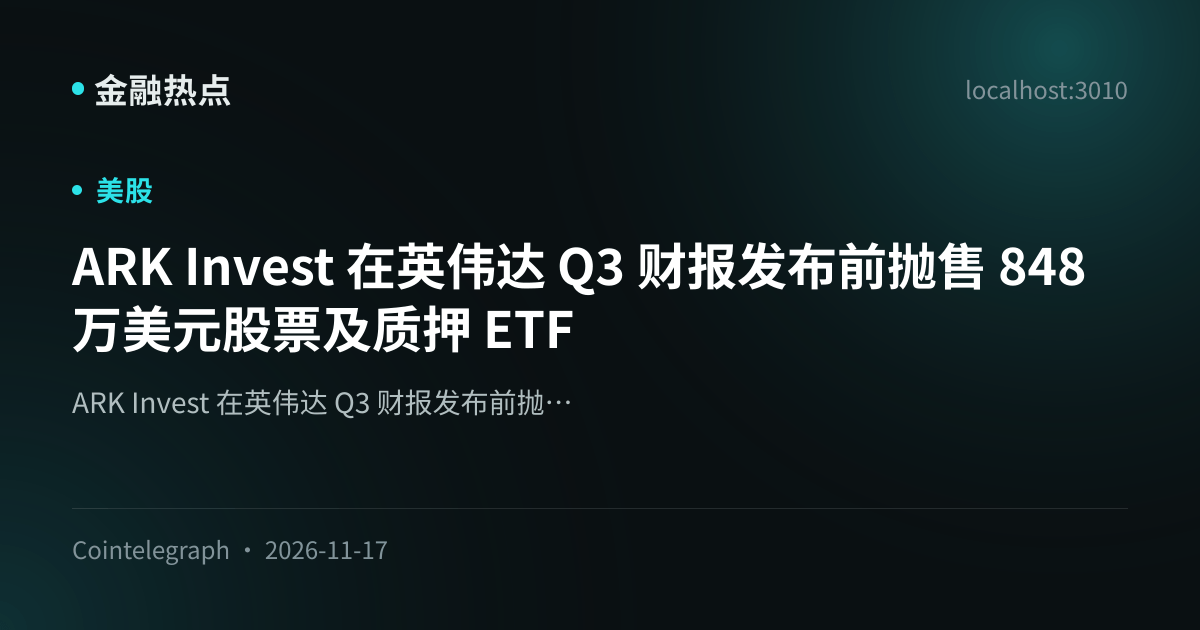 金融热点
localhost:3010
美股
ARK Invest 在英伟达 Q3 财报发布前抛售 848
万美元股票及质押 ETF
ARK Invest 在英伟达 Q3 财报发布前抛…
Cointelegraph · 2026-11-17